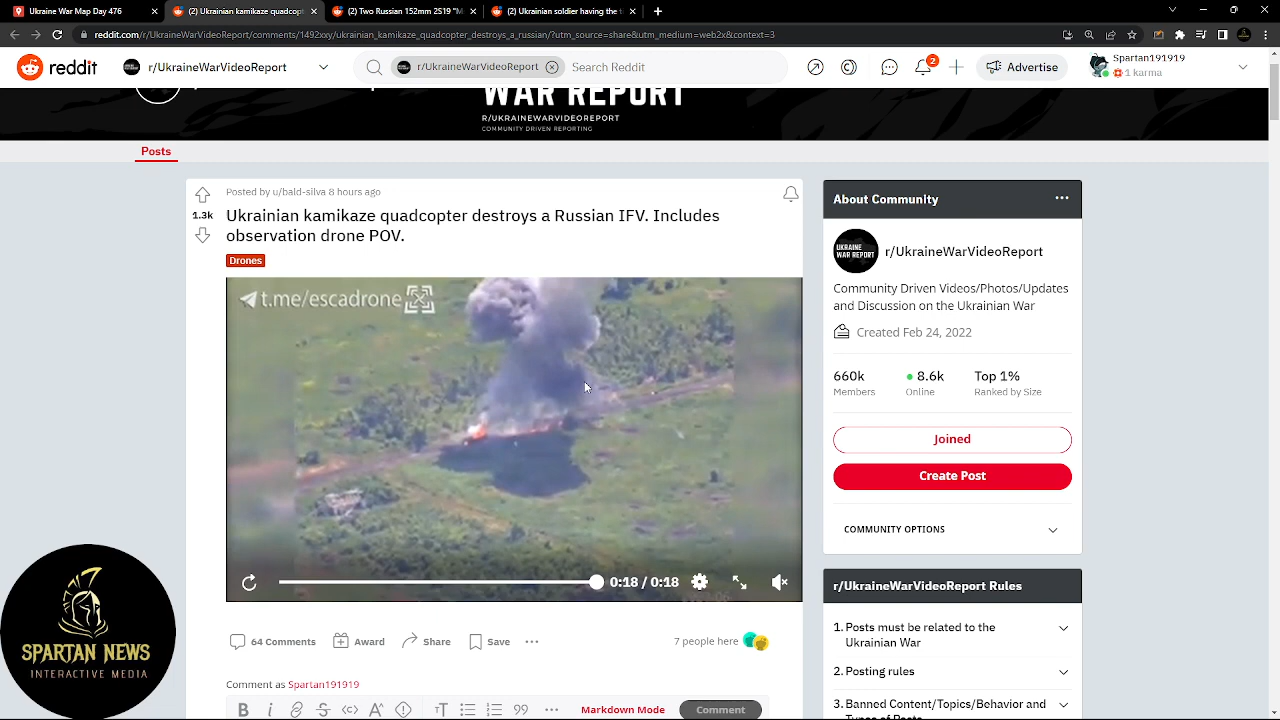 Ukraine War Map Day 476
(2) Ukrainian kamikaze quadcopt
(2) Two Russian 152mm 2S19 "M
(2) Ukrainian soldier having the t
reddit.com/r/UkraineWarVideoReport/comments/1492xiy/ukrainian_kamikaze_quadcopter_destroys_a_russian/?utm_source=share&utm_medium=web2x&context=3
reddit
r/UkraineWarVideoReport
r/UkraineWarVideoReport
Search Reddit
2
Advertise
Spartan191919
1 karma
WAR REPORT
R/UKRAINEWARVIDEOREPORT
COMMUNITY DRIVEN REPORTING
Posts
Posted by u/bald-silva 8 hours ago
1.3k
Ukrainian kamikaze quadcopter destroys a Russian IFV. Includes
observation drone POV.
Drones
t.me/escadrone
0:18 / 0:18
64 Comments
Award
Share
Save
7 people here
Comment as Spartan191919
Markdown Mode
Comment
About Community
UKRAINE
WAR REPORT
r/UkraineWarVideoReport
Community Driven Videos/Photos/Updates
and Discussion on the Ukrainian War
Created Feb 24, 2022
660k
Members
8.6k
Online
Top 1%
Ranked by Size
Joined
Create Post
COMMUNITY OPTIONS
r/UkraineWarVideoReport Rules
1. Posts must be related to the
Ukrainian War
2. Posting rules
3. Banned Content/Topics/Behavior and
Types of Posts
SPARTAN NEWS
INTERACTIVE MEDIA